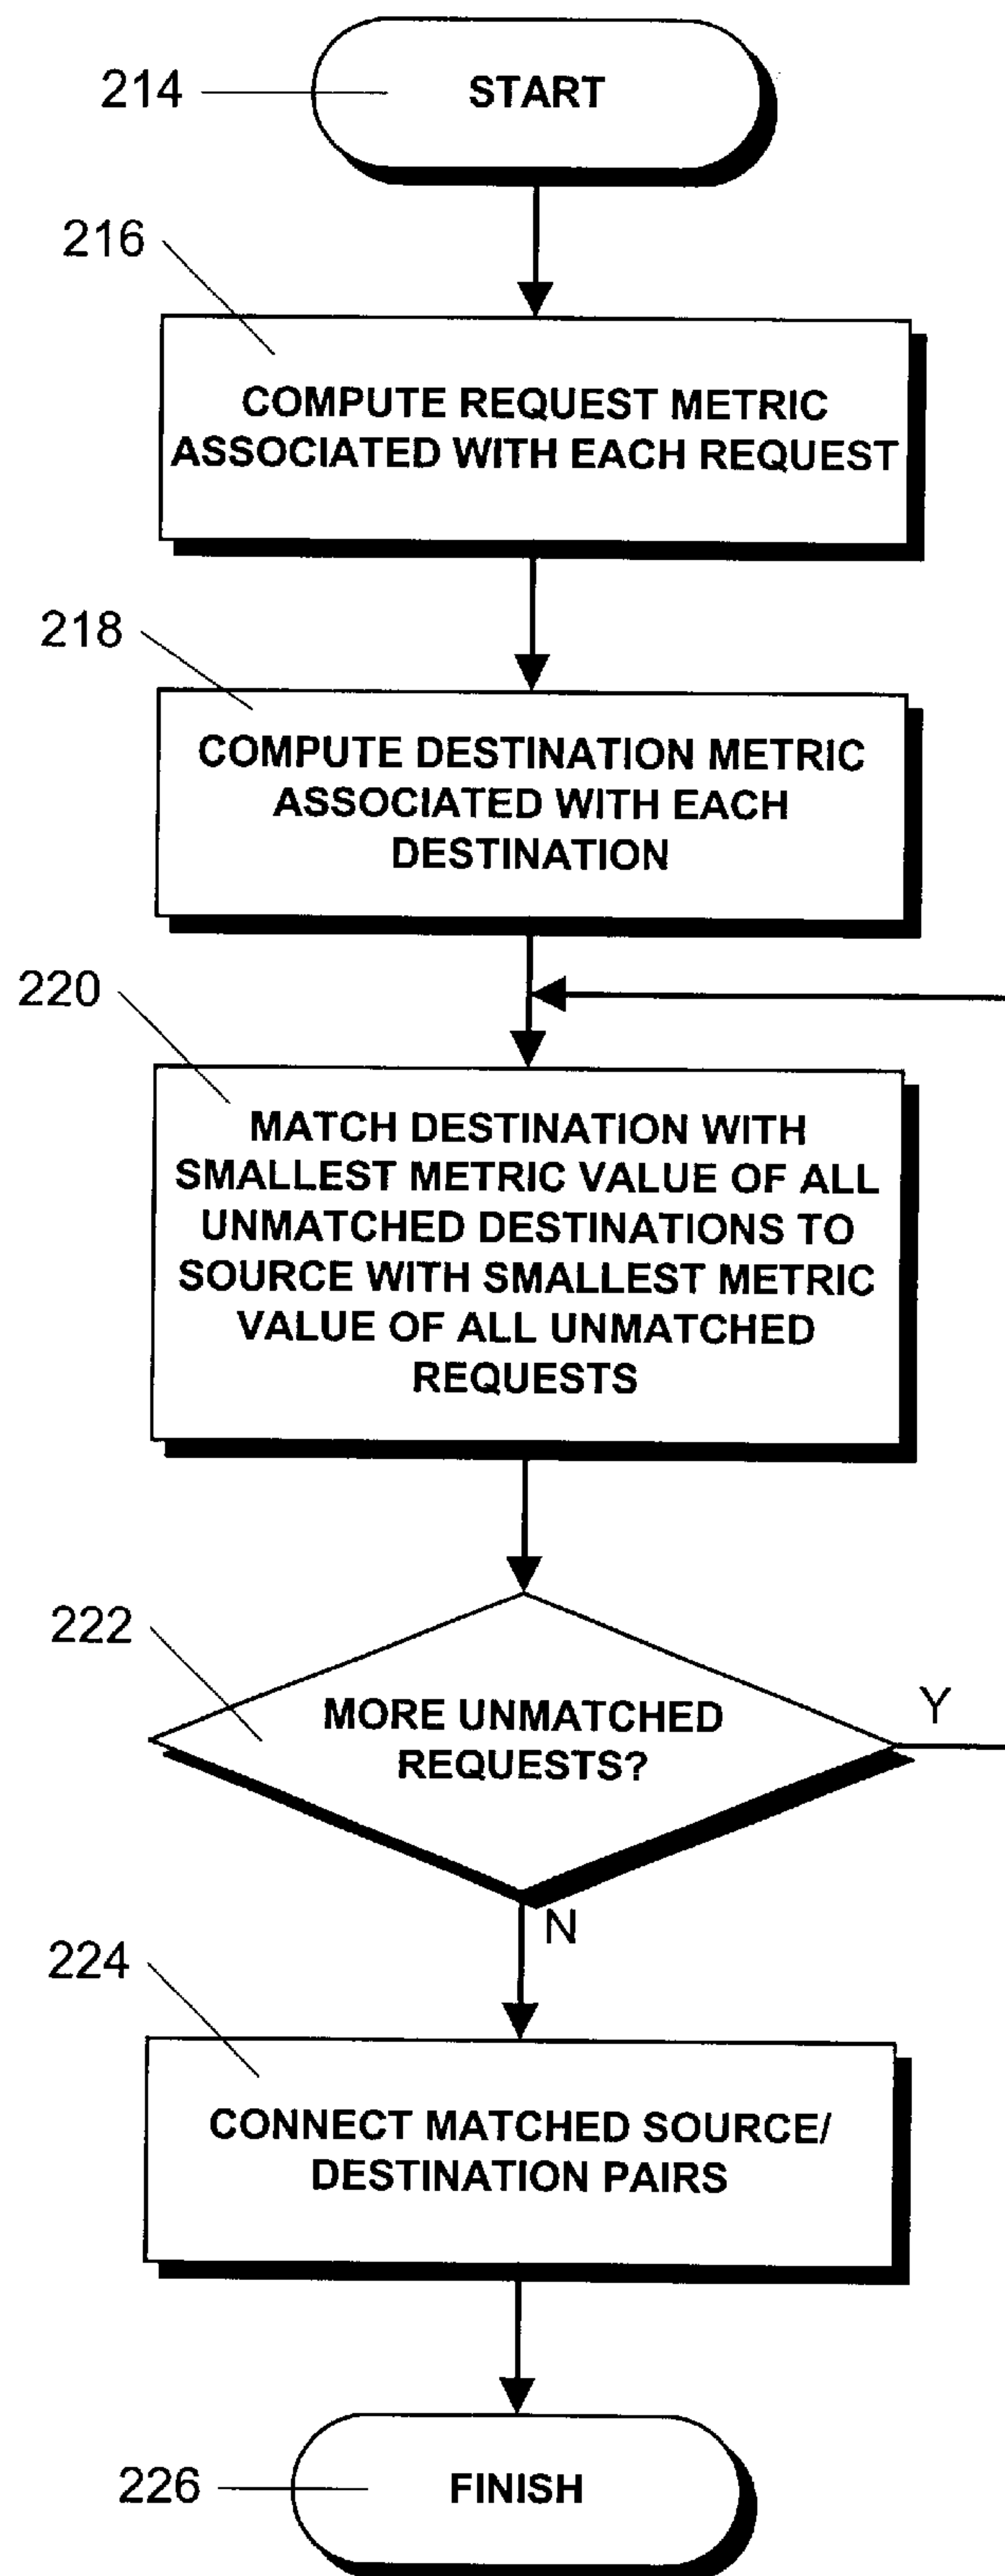 214
START
216
COMPUTE REQUEST METRIC
ASSOCIATED WITH EACH REQUEST
218
COMPUTE DESTINATION METRIC
ASSOCIATED WITH EACH
DESTINATION
220
MATCH DESTINATION WITH
SMALLEST METRIC VALUE OF ALL
UNMATCHED DESTINATIONS TO
SOURCE WITH SMALLEST METRIC
VALUE OF ALL UNMATCHED
REQUESTS
222
MORE UNMATCHED
REQUESTS?
Y
N
224
CONNECT MATCHED SOURCE/
DESTINATION PAIRS
226
FINISH